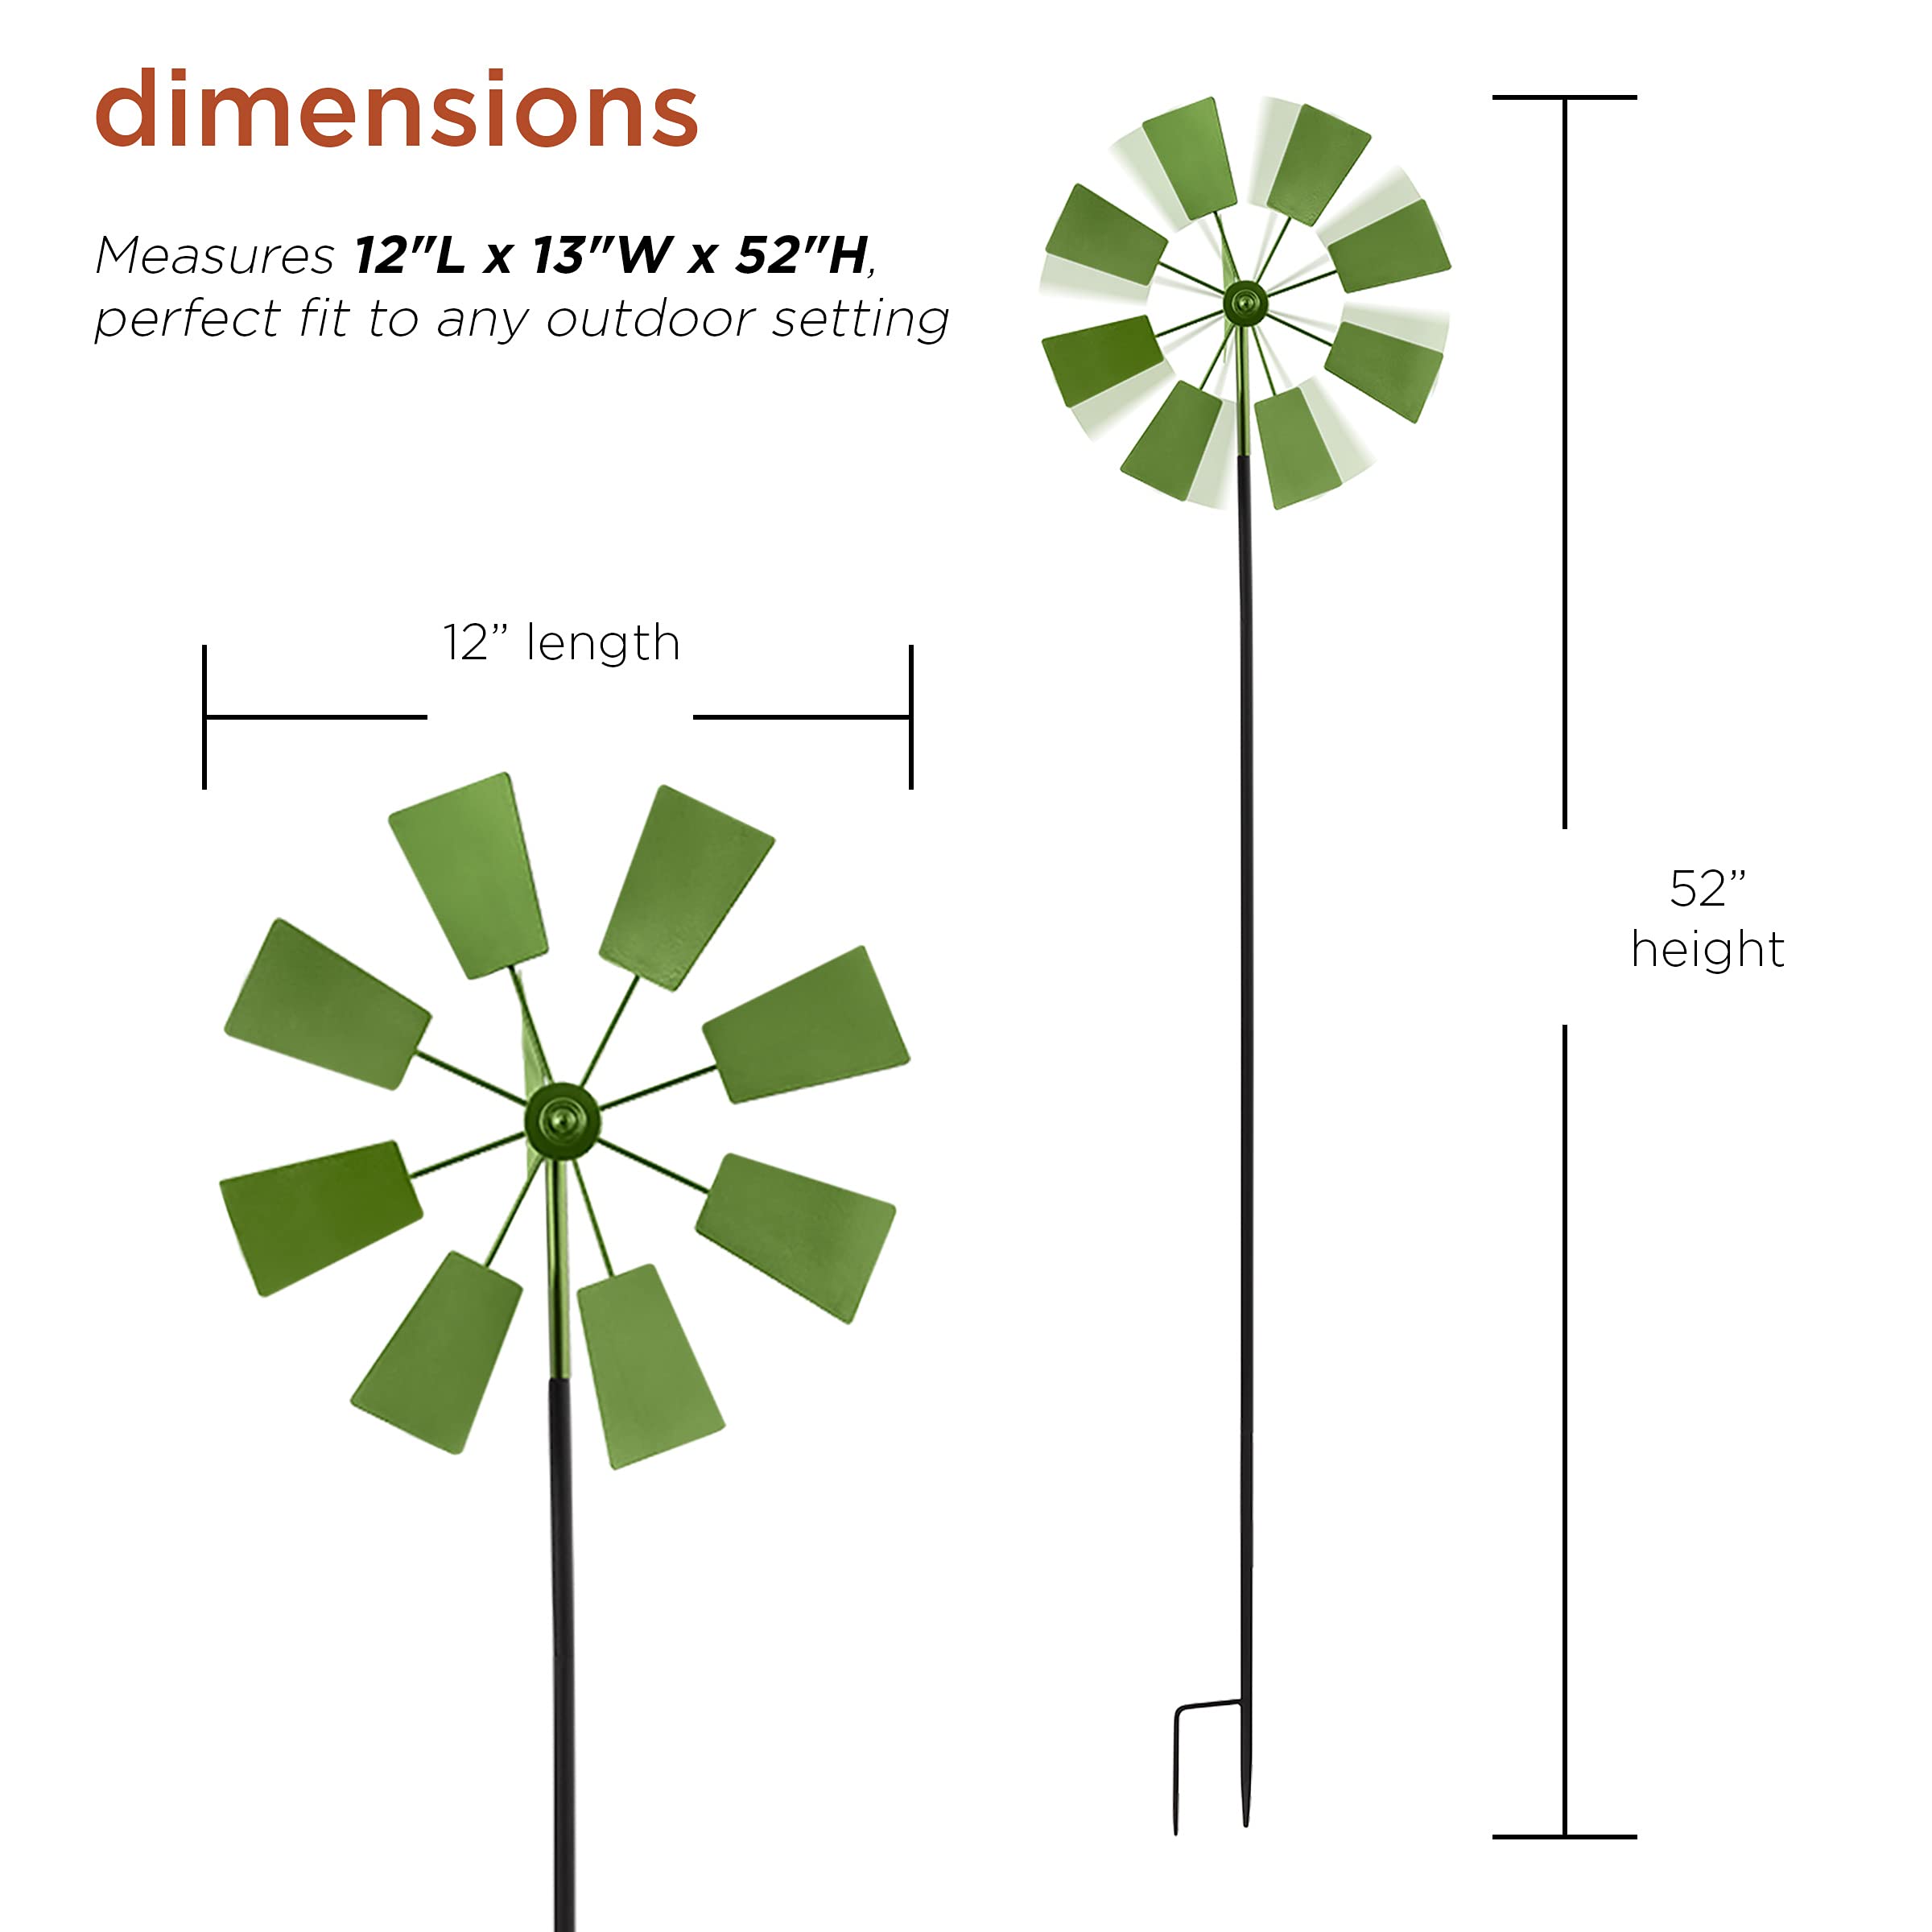 dimensions
Measures 12"L x 13"W x 52"H,
perfect fit to any outdoor setting
12” length
52”
height